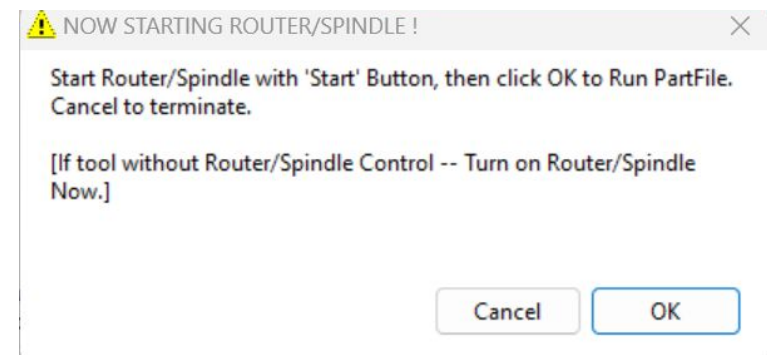 NOW STARTING ROUTER/SPINDLE !
Start Router/Spindle with 'Start' Button, then click OK to Run PartFile.
Cancel to terminate.
[If tool without Router/Spindle Control -- Turn on Router/Spindle
Now.]
Cancel
OK